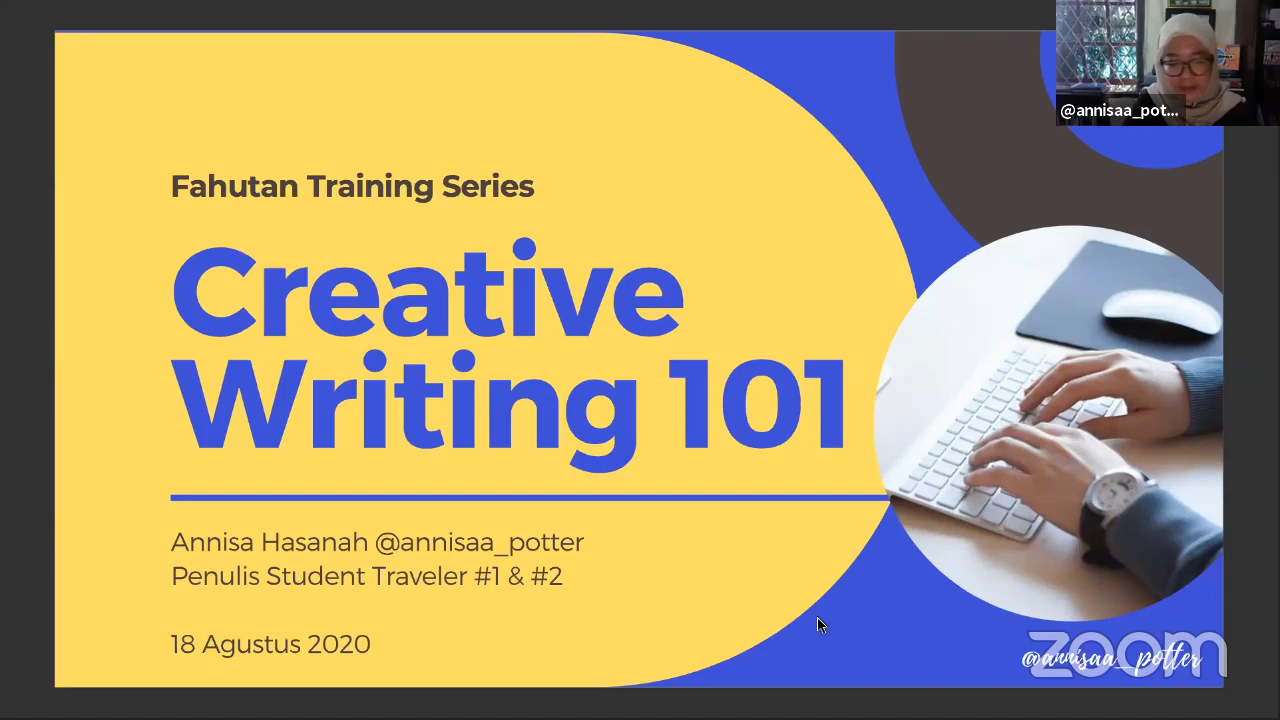 @annisaa_pot...
Fahutan Training Series
Creative
Writing 101
Annisa Hasanah @annisaa_potter
Penulis Student Traveler #1 & #2
18 Agustus 2020
@annisaa_potter
zoom